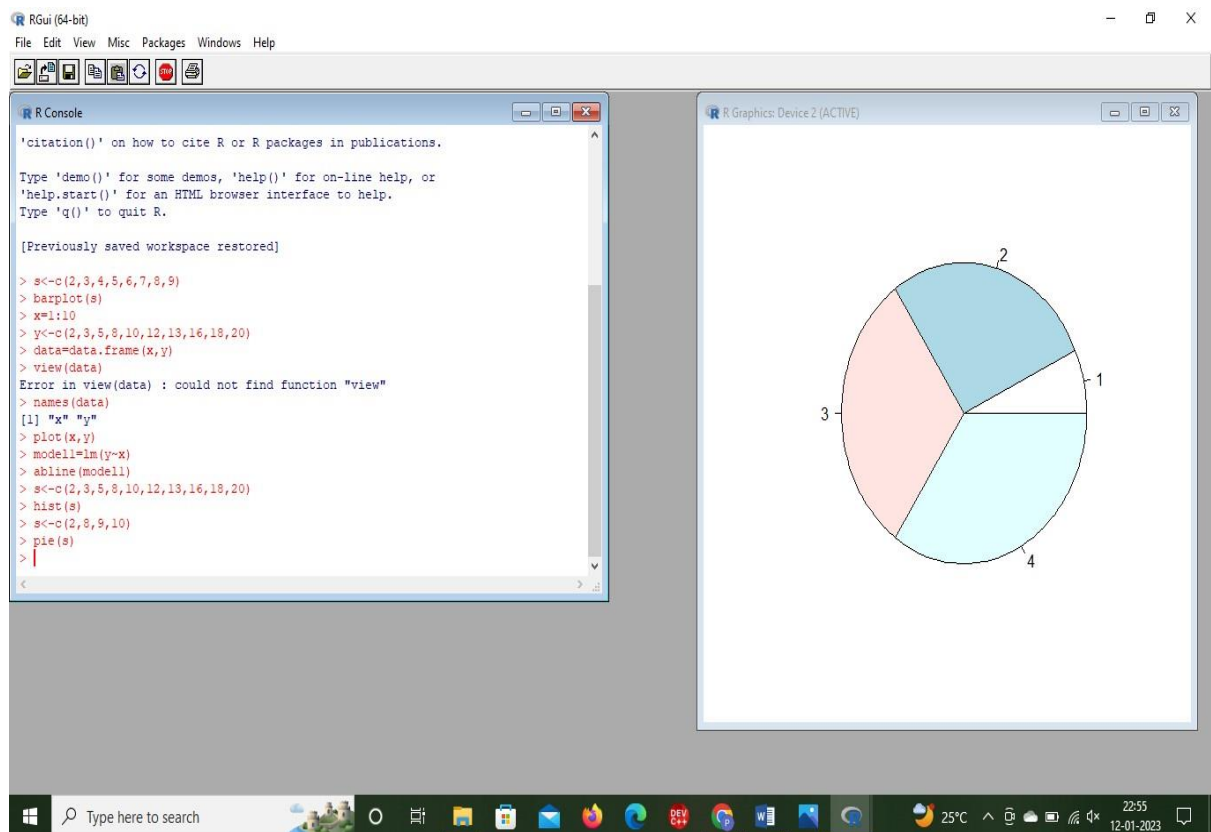 RGui (64-bit)
File Edit View Misc Packages Windows Help
STOP
R Console
'citation()' on how to cite R or R packages in publications.
Type 'demo()' for some demos, 'help()' for on-line help, or
'help.start()' for an HTML browser interface to help.
Type 'q()' to quit R.
[Previously saved workspace restored]
> s<-c(2,3,4,5,6,7,8,9)
> barplot(s)
> x=1:10
> y<-c(2,3,5,8,10,12,13,16,18,20)
> data=data.frame(x,y)
> view(data)
Error in view(data) : could not find function "view"
> names(data)
[1] "x" "y"
> plot(x,y)
> model1=lm(y~x)
> abline(model1)
> s<-c(2,3,5,8,10,12,13,16,18,20)
> hist(s)
> s<-c(2,8,9,10)
> pie(s)
>
R Graphics: Device 2 (ACTIVE)
2
1
3
4
Type here to search
DEV C++
25°C
22:55
12-01-2023